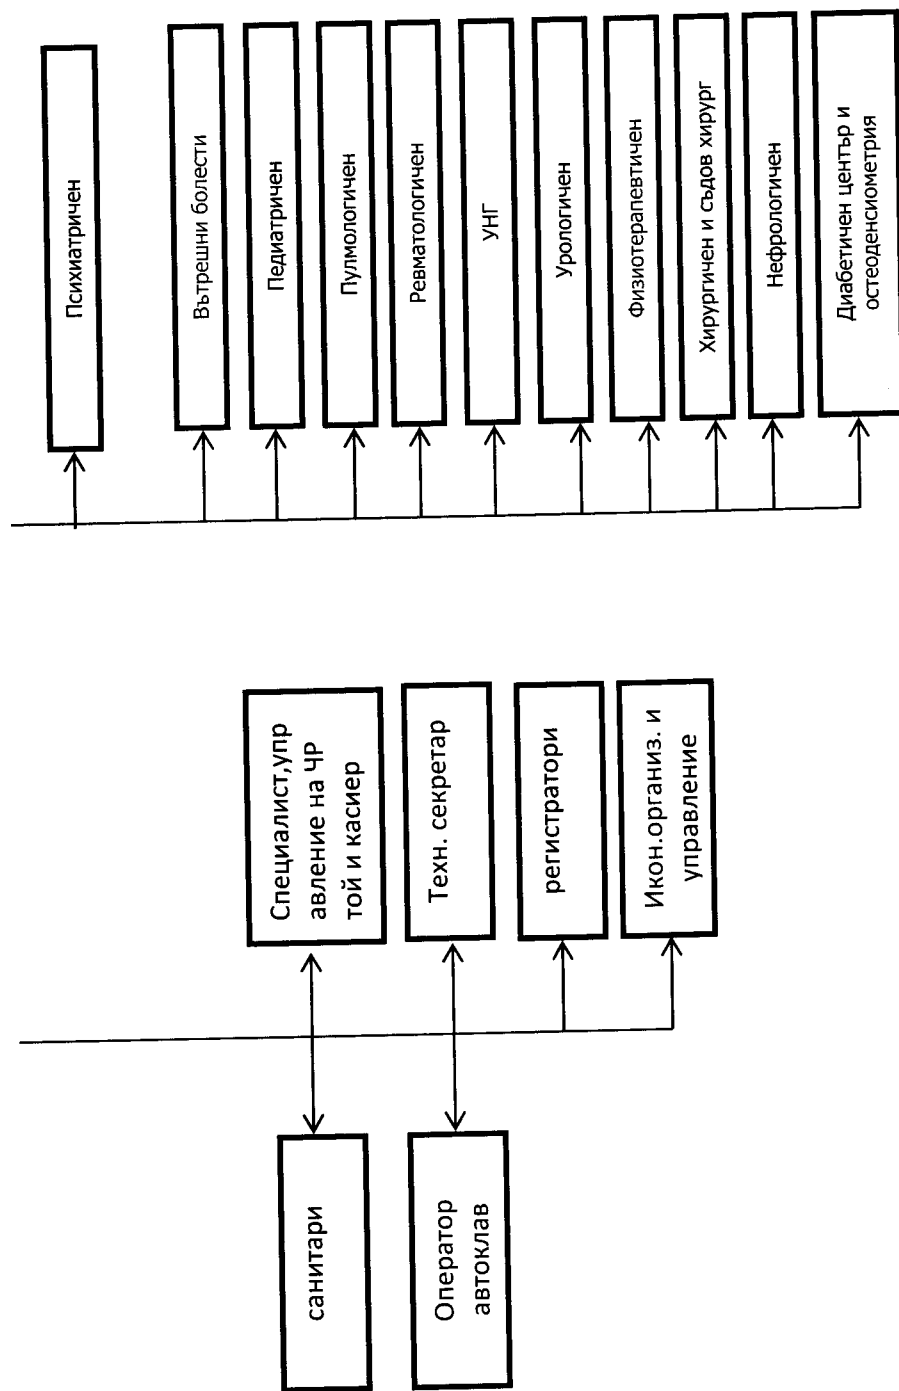 санитари
Оператор
автоклав
Специалист,упр
авление на ЧР
той и касиер
Техн. секретар
регистратори
Икон.организ. и
управление
Психиатричен
Вътрешни болести
Педиатричен
Пулмологичен
Ревматологичен
УНГ
Урологичен
Физиотерапевтичен
Хирургичен и съдов хирург
Нефрологичен
Диабетичен център и
остеоденсиометрия